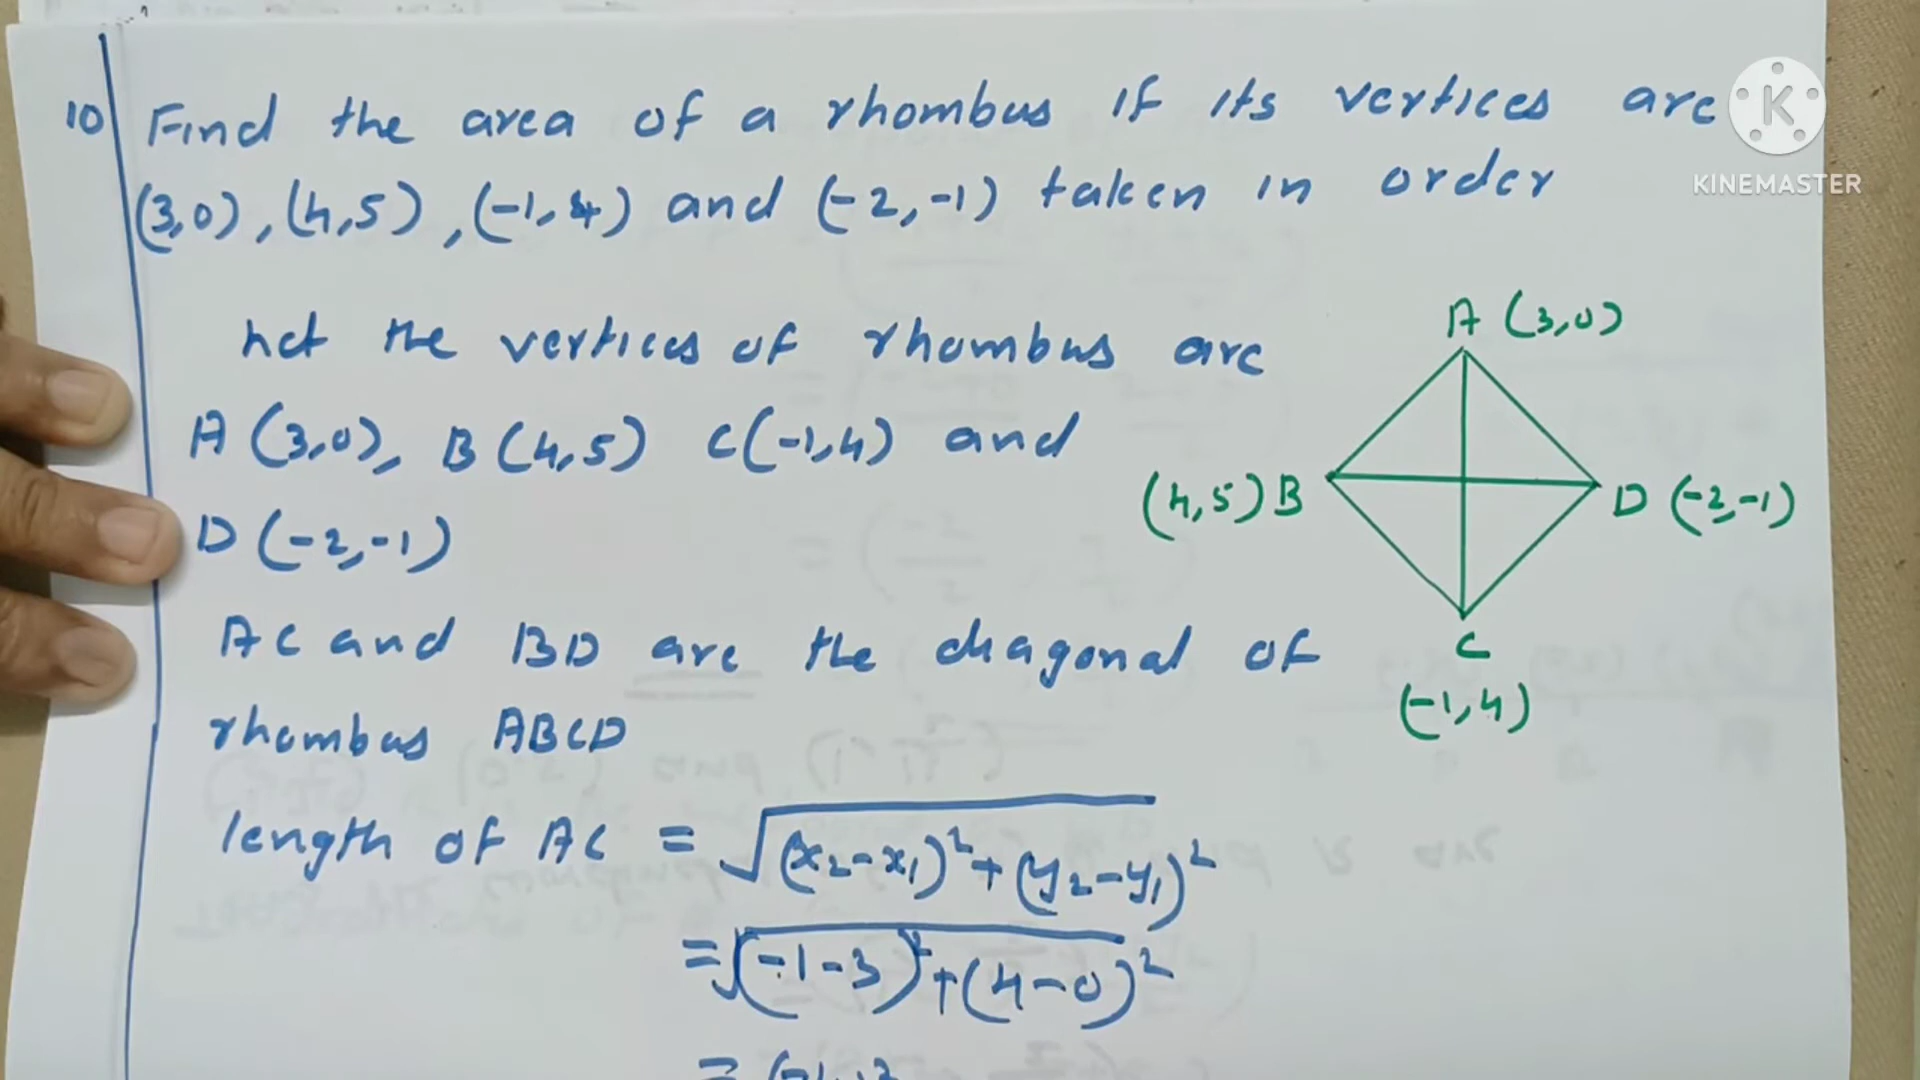 10 Find the area of a rhombus if its vertices are
(3,0), (4,5), (-1,4) and (-2,-1) taken in order
Let the vertices of rhombus are
A (3,0), B (4,5) C(-1,4) and
D (-2,-1)
AC and BD are the diagonal of
rhombus ABCD
length of AC = √(x₂-x₁)²+(y₂-y₁)²
=√(-1-3)²+(4-0)²
A (3,0)
(4,5) B
D (-2,-1)
C
(-1,4)
K
KINEMASTER